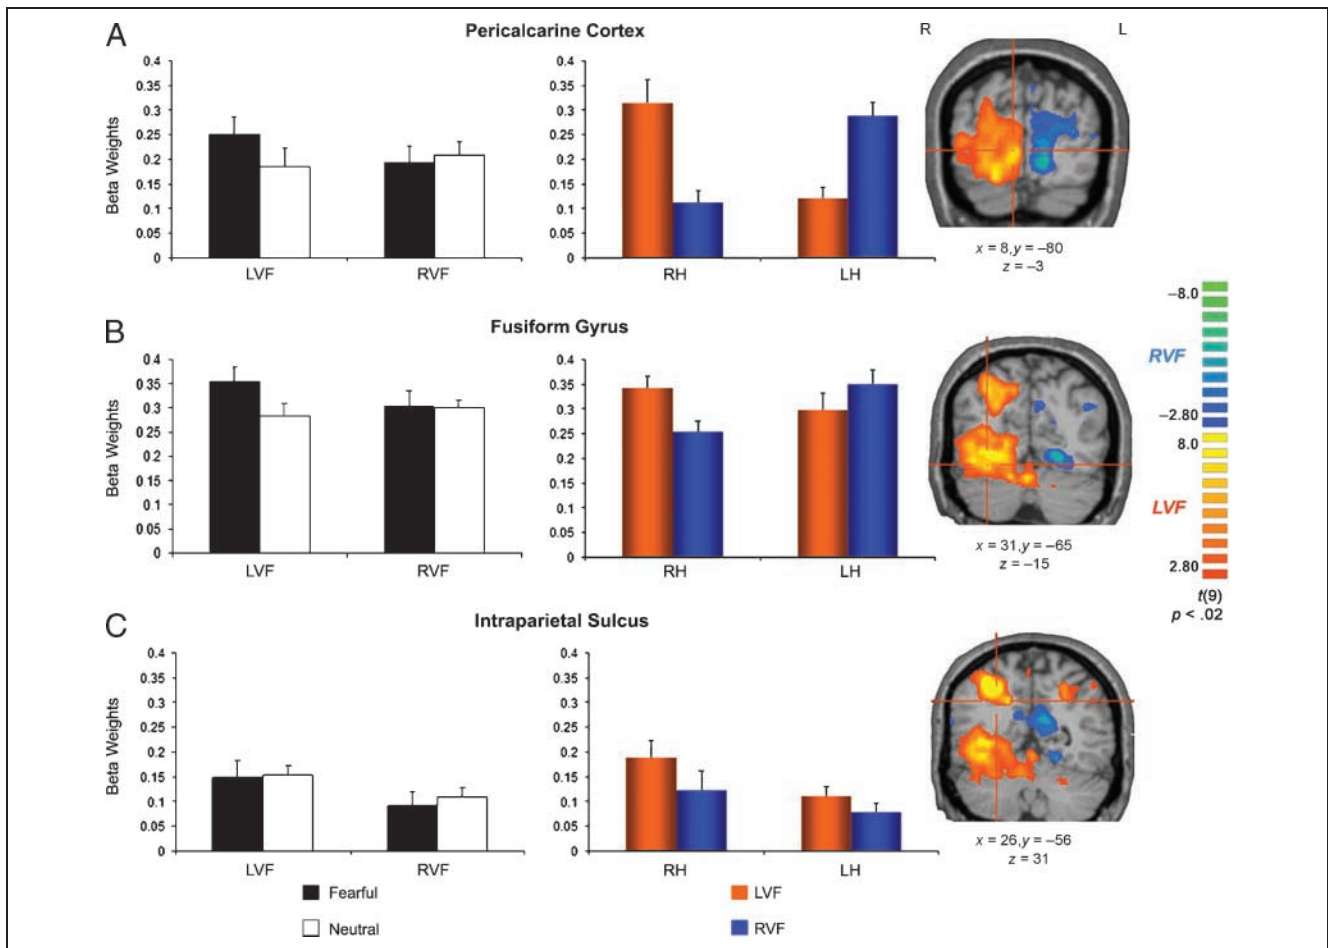 A
Pericalcarine Cortex
R
L
Beta Weights
0.4
0.35
0.3
0.25
0.2
0.15
0.1
0.05
0
LVF
RVF
0.4
0.35
0.3
0.25
0.2
0.15
0.1
0.05
0
RH
LH
x = 8,y = –80
z = –3
B
Fusiform Gyrus
Beta Weights
0.4
0.35
0.3
0.25
0.2
0.15
0.1
0.05
0
LVF
RVF
0.4
0.35
0.3
0.25
0.2
0.15
0.1
0.05
0
RH
LH
x = 31,y = –65
z = –15
–8.0
RVF
–2.80
8.0
LVF
2.80
t(9)
p < .02
C
Intraparietal Sulcus
Beta Weights
0.4
0.35
0.3
0.25
0.2
0.15
0.1
0.05
0
LVF
RVF
0.4
0.35
0.3
0.25
0.2
0.15
0.1
0.05
0
RH
LH
x = 26,y = –56
z = 31
Fearful
Neutral
LVF
RVF